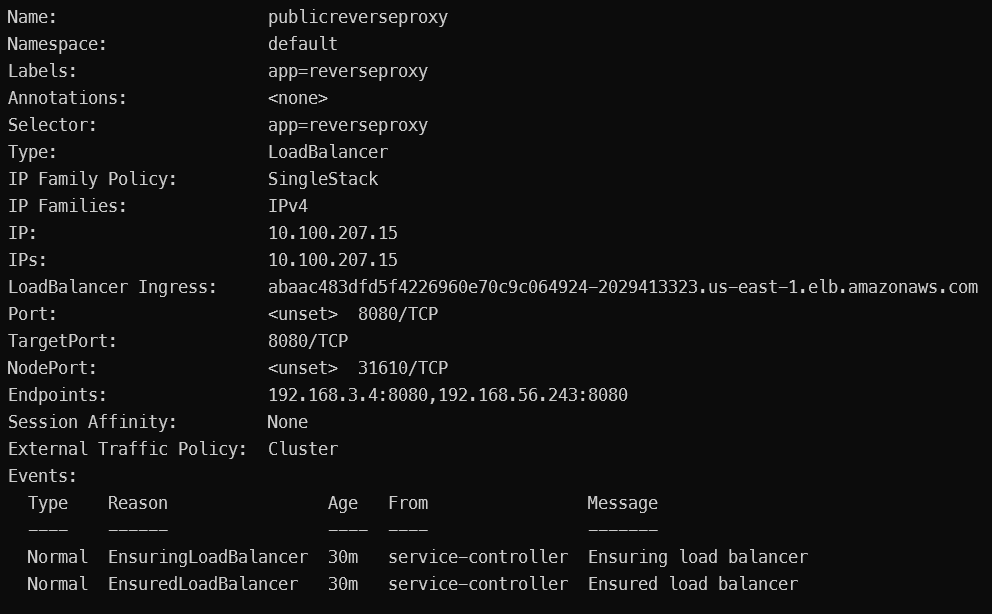 Name:                     publicreverseproxy
Namespace:                default
Labels:                   app=reverseproxy
Annotations:              <none>
Selector:                 app=reverseproxy
Type:                     LoadBalancer
IP Family Policy:         SingleStack
IP Families:              IPv4
IP:                       10.100.207.15
IPs:                      10.100.207.15
LoadBalancer Ingress:     abaac483dfd5f4226960e70c9c064924-2029413323.us-east-1.elb.amazonaws.com
Port:                     <unset>  8080/TCP
TargetPort:               8080/TCP
NodePort:                 <unset>  31610/TCP
Endpoints:                192.168.3.4:8080,192.168.56.243:8080
Session Affinity:         None
External Traffic Policy:  Cluster
Events:
  Type    Reason                Age   From                Message
  ----    ------                ----  ----                -------
  Normal  EnsuringLoadBalancer  30m   service-controller  Ensuring load balancer
  Normal  EnsuredLoadBalancer   30m   service-controller  Ensured load balancer